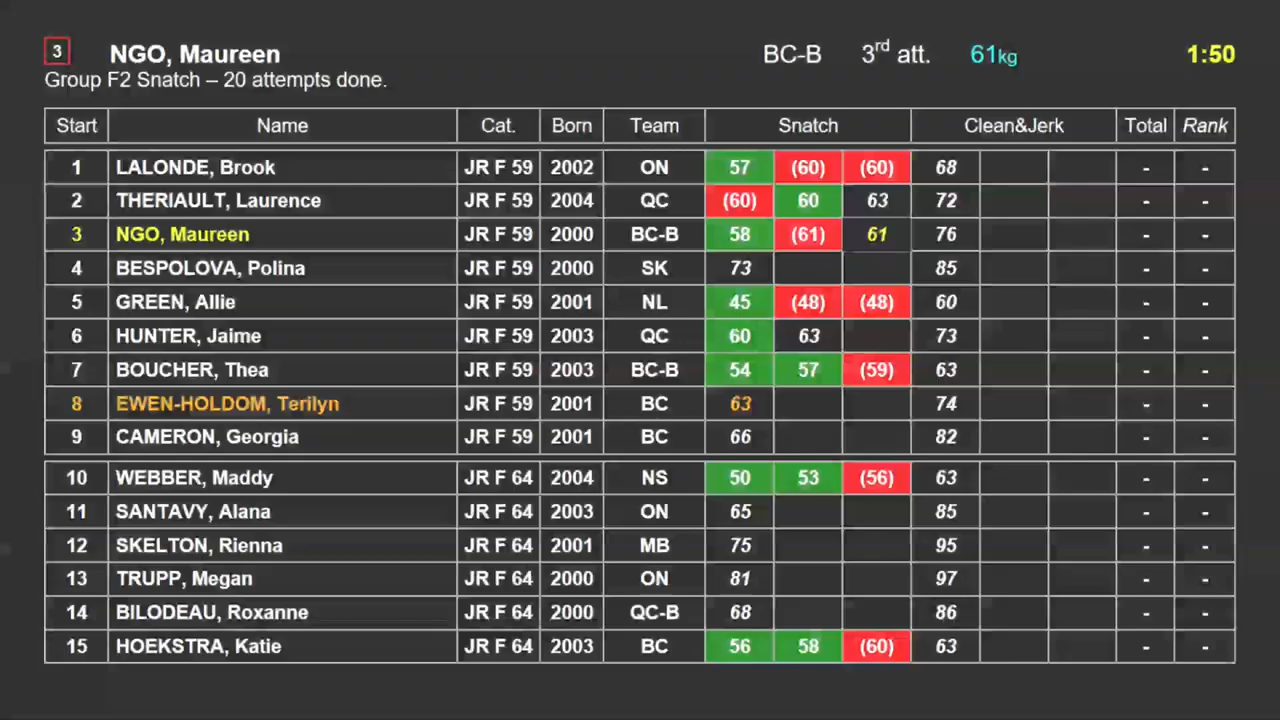 3 NGO, Maureen BC-B 3rd att. 61kg 1:50
Group F2 Snatch – 20 attempts done.
Start Name Cat. Born Team Snatch Clean&Jerk Total Rank
1 LALONDE, Brook JR F 59 2002 ON 57 (60) (60) 68 - -
2 THERIAULT, Laurence JR F 59 2004 QC (60) 60 63 72 - -
3 NGO, Maureen JR F 59 2000 BC-B 58 (61) 61 76 - -
4 BESPOLOVA, Polina JR F 59 2000 SK 73 85 - -
5 GREEN, Allie JR F 59 2001 NL 45 (48) (48) 60 - -
6 HUNTER, Jaime JR F 59 2003 QC 60 63 73 - -
7 BOUCHER, Thea JR F 59 2003 BC-B 54 57 (59) 63 - -
8 EWEN-HOLDOM, Terilyn JR F 59 2001 BC 63 74 - -
9 CAMERON, Georgia JR F 59 2001 BC 66 82 - -
10 WEBBER, Maddy JR F 64 2004 NS 50 53 (56) 63 - -
11 SANTAVY, Alana JR F 64 2003 ON 65 85 - -
12 SKELTON, Rienna JR F 64 2001 MB 75 95 - -
13 TRUPP, Megan JR F 64 2000 ON 81 97 - -
14 BILODEAU, Roxanne JR F 64 2000 QC-B 68 86 - -
15 HOEKSTRA, Katie JR F 64 2003 BC 56 58 (60) 63 - -